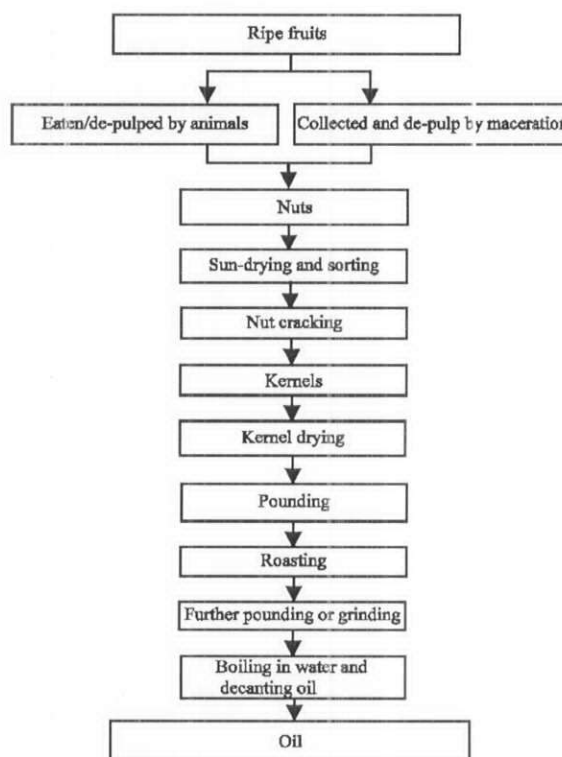 Ripe fruits
Eaten/de-pulped by animals
Collected and de-pulp by maceration
Nuts
Sun-drying and sorting
Nut cracking
Kernels
Kernel drying
Pounding
Roasting
Further pounding or grinding
Boiling in water and
decanting oil
Oil